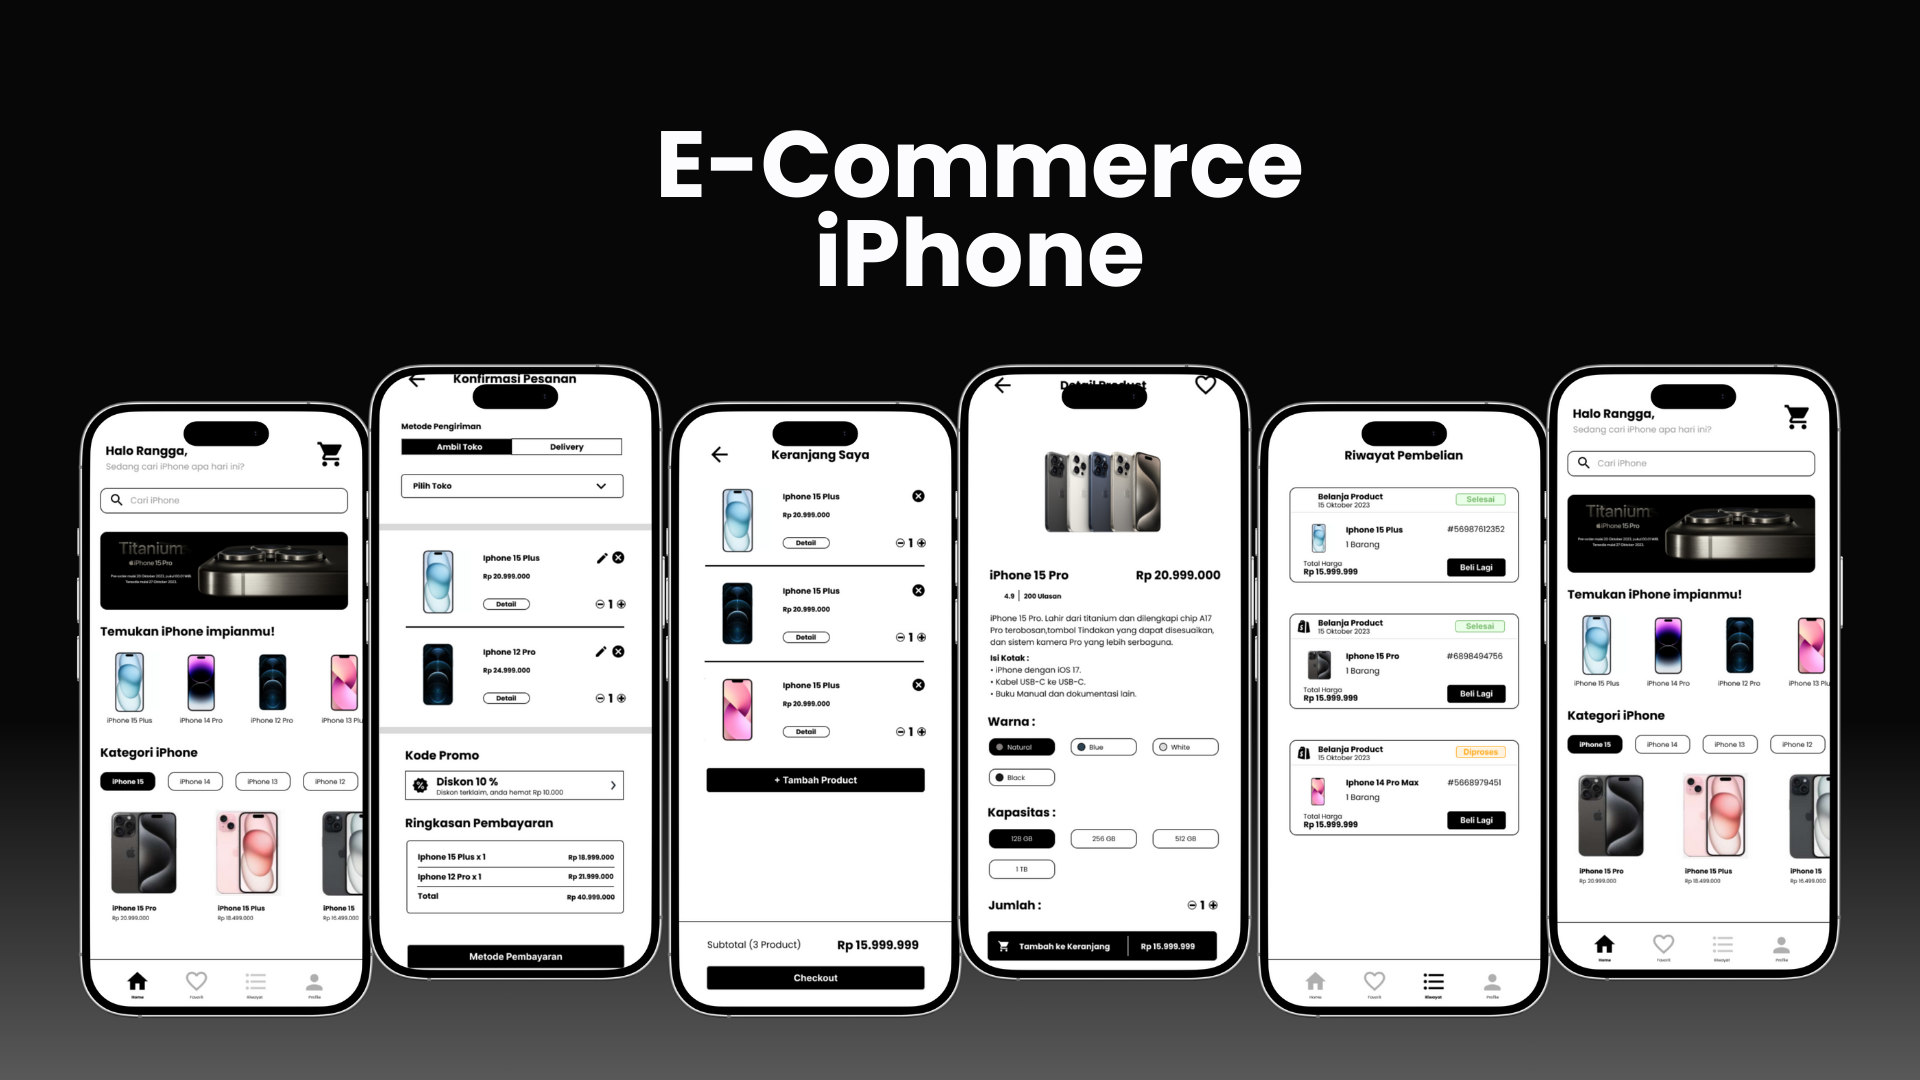 E-Commerce
iPhone
Halo Rangga,
Sedang cari iPhone apa hari ini?
Cari iPhone
Titanium
iPhone 15 Pro
Temukan iPhone impianmu!
iPhone 15 Plus
iPhone 14 Pro
iPhone 12 Pro
iPhone 13 Plu
Kategori iPhone
iPhone 15
iPhone 14
iPhone 13
iPhone 12
iPhone 15 Pro
Rp 20.999.000
iPhone 15 Plus
Rp 18.499.000
iPhone 15
Rp 16.499.000
Home
Favorit
Riwayat
Profile
Konfirmasi Pesanan
Metode Pengiriman
Ambil Toko
Delivery
Pilih Toko
Iphone 15 Plus
Rp 20.999.000
Detail
1
Iphone 12 Pro
Rp 24.999.000
Detail
1
Kode Promo
Diskon 10 %
Diskon terklaim, anda hemat Rp 10.000
Ringkasan Pembayaran
Iphone 15 Plus x 1 Rp 18.999.000
Iphone 12 Pro x 1 Rp 21.999.000
Total Rp 40.999.000
Metode Pembayaran
Keranjang Saya
Iphone 15 Plus
Rp 20.999.000
Detail
1
Iphone 15 Plus
Rp 20.999.000
Detail
1
Iphone 15 Plus
Rp 20.999.000
Detail
1
+ Tambah Product
Subtotal (3 Product) Rp 15.999.999
Checkout
Detail Product
iPhone 15 Pro Rp 20.999.000
4.9 200 Ulasan
iPhone 15 Pro. Lahir dari titanium dan dilengkapi chip A17
Pro terobosan,tombol Tindakan yang dapat disesuaikan,
dan sistem kamera Pro yang lebih serbaguna.
Isi Kotak :
• iPhone dengan iOS 17.
• Kabel USB-C ke USB-C.
• Buku Manual dan dokumentasi lain.
Warna :
Natural
Blue
White
Black
Kapasitas :
128 GB
256 GB
512 GB
1 TB
Jumlah : 1
Tambah ke Keranjang Rp 15.999.999
Riwayat Pembelian
Belanja Product
15 Oktober 2023
Selesai
Iphone 15 Plus #56987612352
1 Barang
Total Harga
Rp 15.999.999
Beli Lagi
Belanja Product
15 Oktober 2023
Selesai
Iphone 15 Pro #6898494756
1 Barang
Total Harga
Rp 15.999.999
Beli Lagi
Belanja Product
15 Oktober 2023
Diproses
Iphone 14 Pro Max #5668979451
1 Barang
Total Harga
Rp 15.999.999
Beli Lagi
Home
Favorit
Riwayat
Profile
Halo Rangga,
Sedang cari iPhone apa hari ini?
Cari iPhone
Titanium
iPhone 15 Pro
Temukan iPhone impianmu!
iPhone 15 Plus
iPhone 14 Pro
iPhone 12 Pro
iPhone 13 Plu
Kategori iPhone
iPhone 15
iPhone 14
iPhone 13
iPhone 12
iPhone 15 Pro
Rp 20.999.000
iPhone 15 Plus
Rp 18.499.000
iPhone 15
Rp 16.499.000
Home
Favorit
Riwayat
Profile